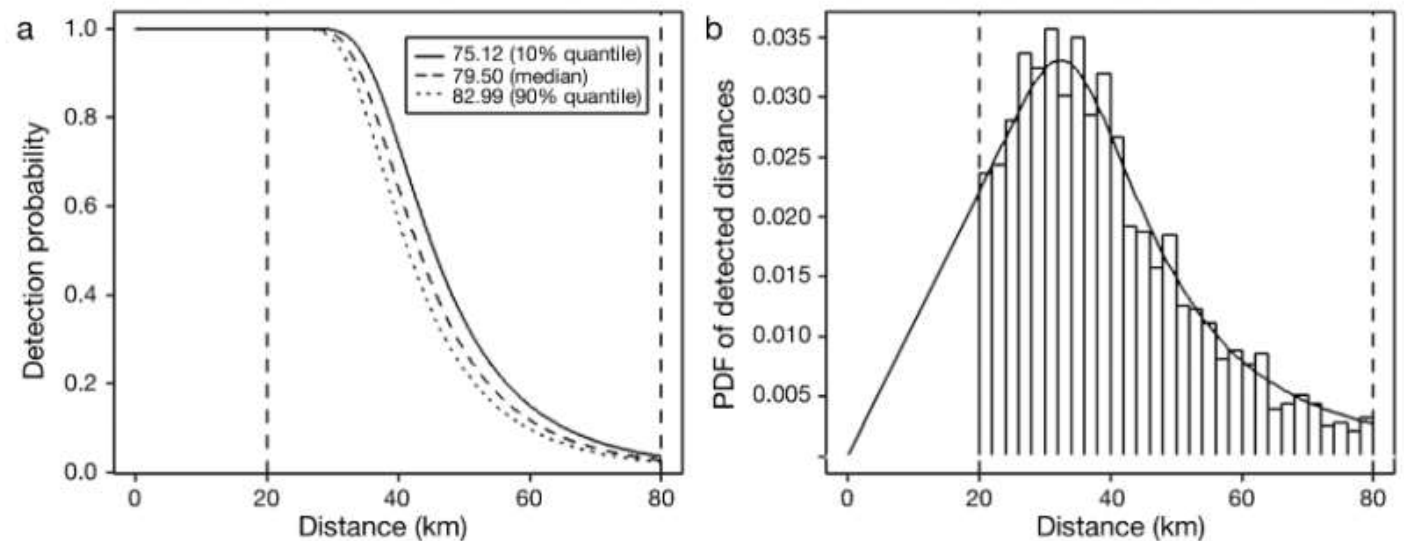 a
1.0
0.8
0.6
0.4
0.2
0.0
Detection probability
75.12 (10% quantile)
79.50 (median)
82.99 (90% quantile)
0 20 40 60 80
Distance (km)
b
0.035
0.030
0.025
0.020
0.015
0.010
0.005
PDF of detected distances
0 20 40 60 80
Distance (km)